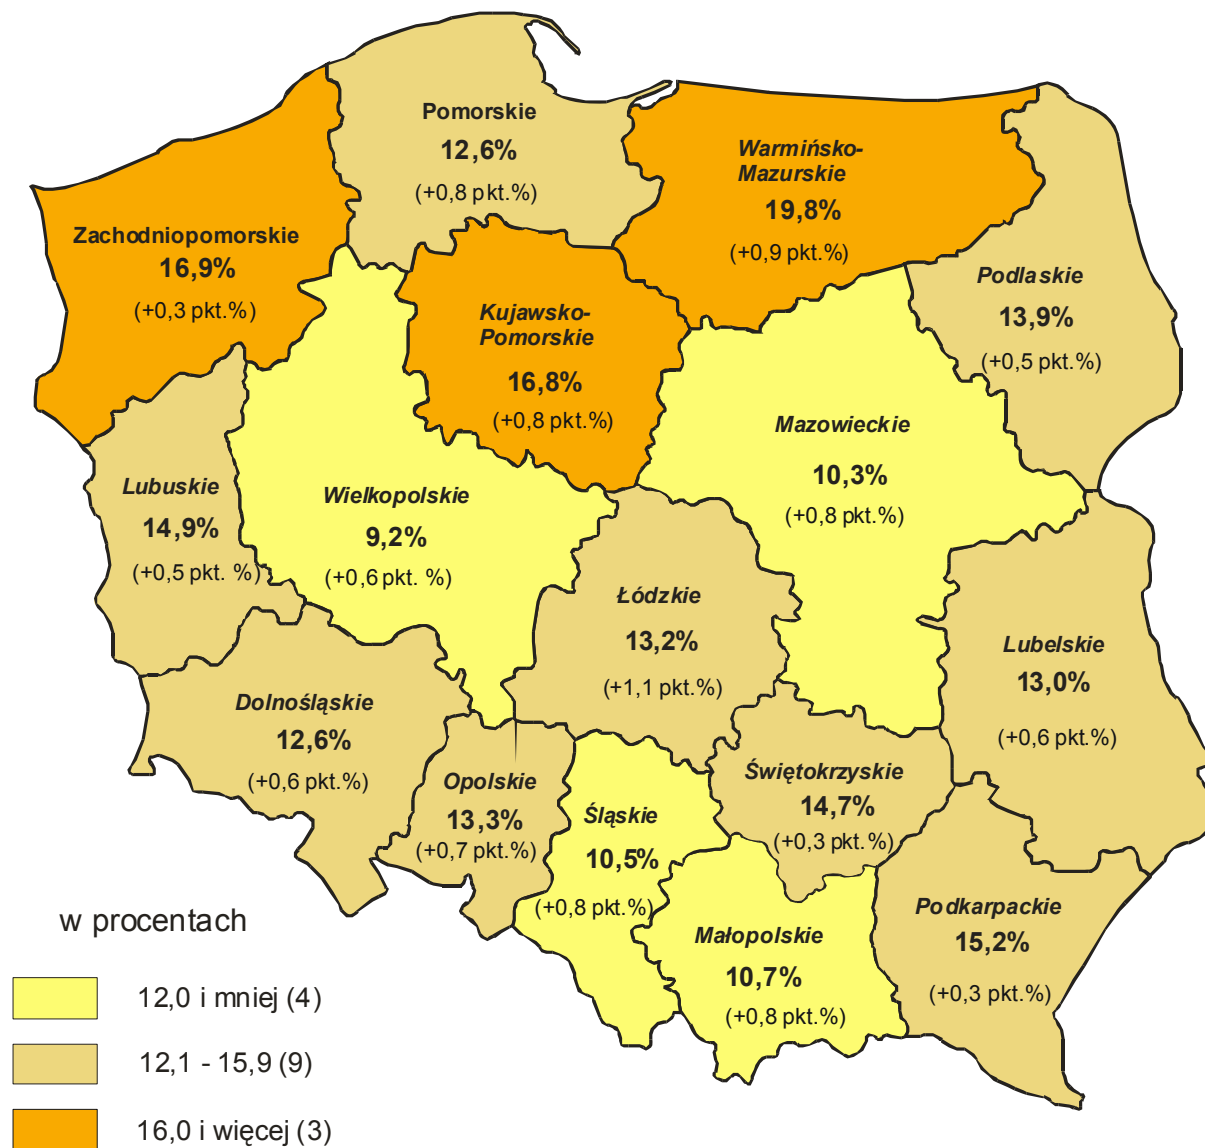 Pomorskie
12,6%
(+0,8 pkt.%)
Warmińsko-
Mazurskie
19,8%
(+0,9 pkt.%)
Zachodniopomorskie
16,9%
(+0,3 pkt.%)
Podlaskie
13,9%
(+0,5 pkt.%)
Kujawsko-
Pomorskie
16,8%
(+0,8 pkt.%)
Mazowieckie
10,3%
(+0,8 pkt.%)
Lubuskie
14,9%
(+0,5 pkt. %)
Wielkopolskie
9,2%
(+0,6 pkt. %)
Łódzkie
13,2%
(+1,1 pkt.%)
Lubelskie
13,0%
(+0,6 pkt.%)
Dolnośląskie
12,6%
(+0,6 pkt.%)
Opolskie
13,3%
(+0,7 pkt.%)
Śląskie
10,5%
(+0,8 pkt.%)
Świętokrzyskie
14,7%
(+0,3 pkt.%)
Małopolskie
10,7%
(+0,8 pkt.%)
Podkarpackie
15,2%
(+0,3 pkt.%)
w procentach
12,0 i mniej (4)
12,1 - 15,9 (9)
16,0 i więcej (3)